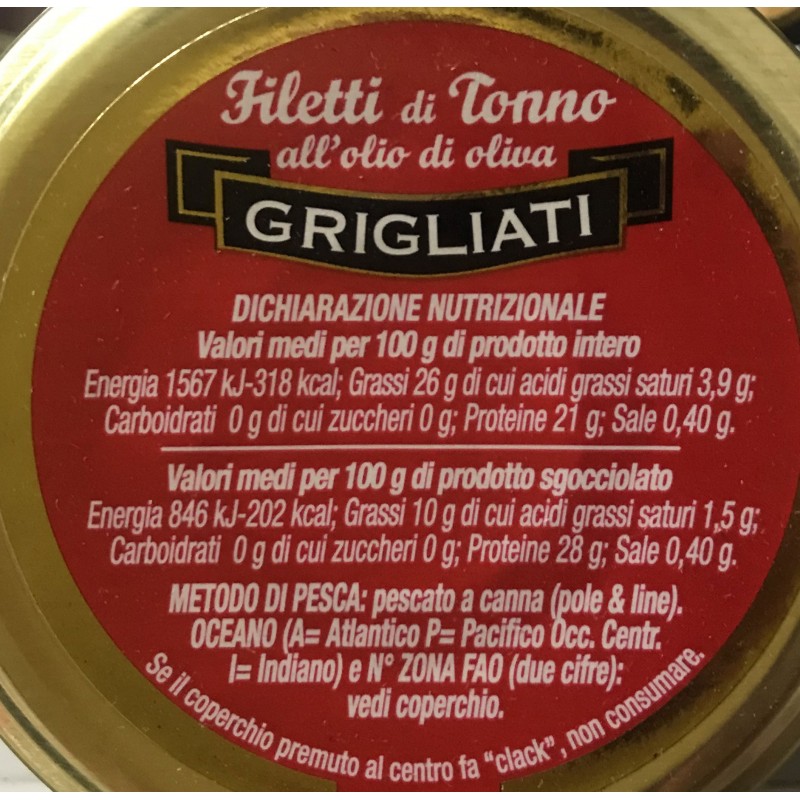 Filetti di Tonno
all'olio di oliva
GRIGLIATI
DICHIARAZIONE NUTRIZIONALE
Valori medi per 100 g di prodotto intero
Energia 1567 kJ-318 kcal; Grassi 26 g di cui acidi grassi saturi 3,9 g;
Carboidrati 0 g di cui zuccheri 0 g; Proteine 21 g; Sale 0,40 g.
Valori medi per 100 g di prodotto sgocciolato
Energia 846 kJ-202 kcal; Grassi 10 g di cui acidi grassi saturi 1,5 g;
Carboidrati 0 g di cui zuccheri 0 g; Proteine 28 g; Sale 0,40 g.
METODO DI PESCA: pescato a canna (pole & line).
OCEANO (A= Atlantico P= Pacifico Occ. Centr.
I= Indiano) e N° ZONA FAO (due cifre):
vedi coperchio.
Se il coperchio premuto al centro fa "clack", non consumare.